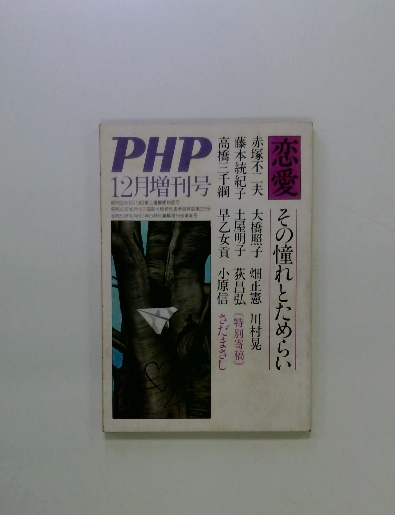 PHP
12月増刊号
恋愛
その憧れとためらい
赤塚不二夫 大橋照子 畑正憲 川村晃
藤本統紀子 土屋明子 荻昌弘 (特別寄稿)
高橋三千綱 早乙女貢 小原信 さだまさし